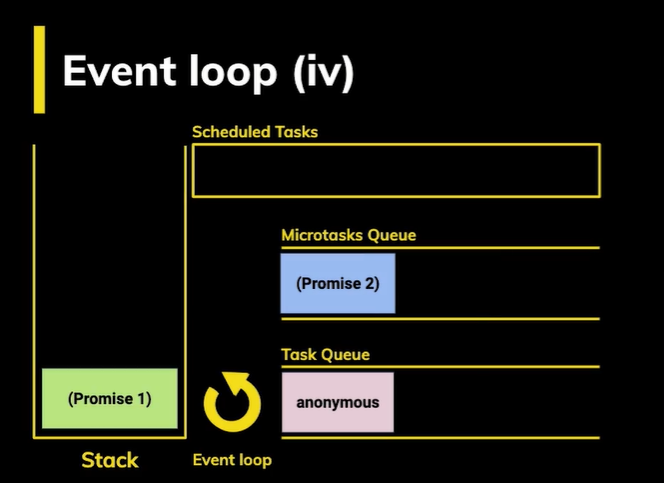 Event loop (iv)
Scheduled Tasks
Microtasks Queue
(Promise 2)
Task Queue
(Promise 1)
anonymous
Stack
Event loop